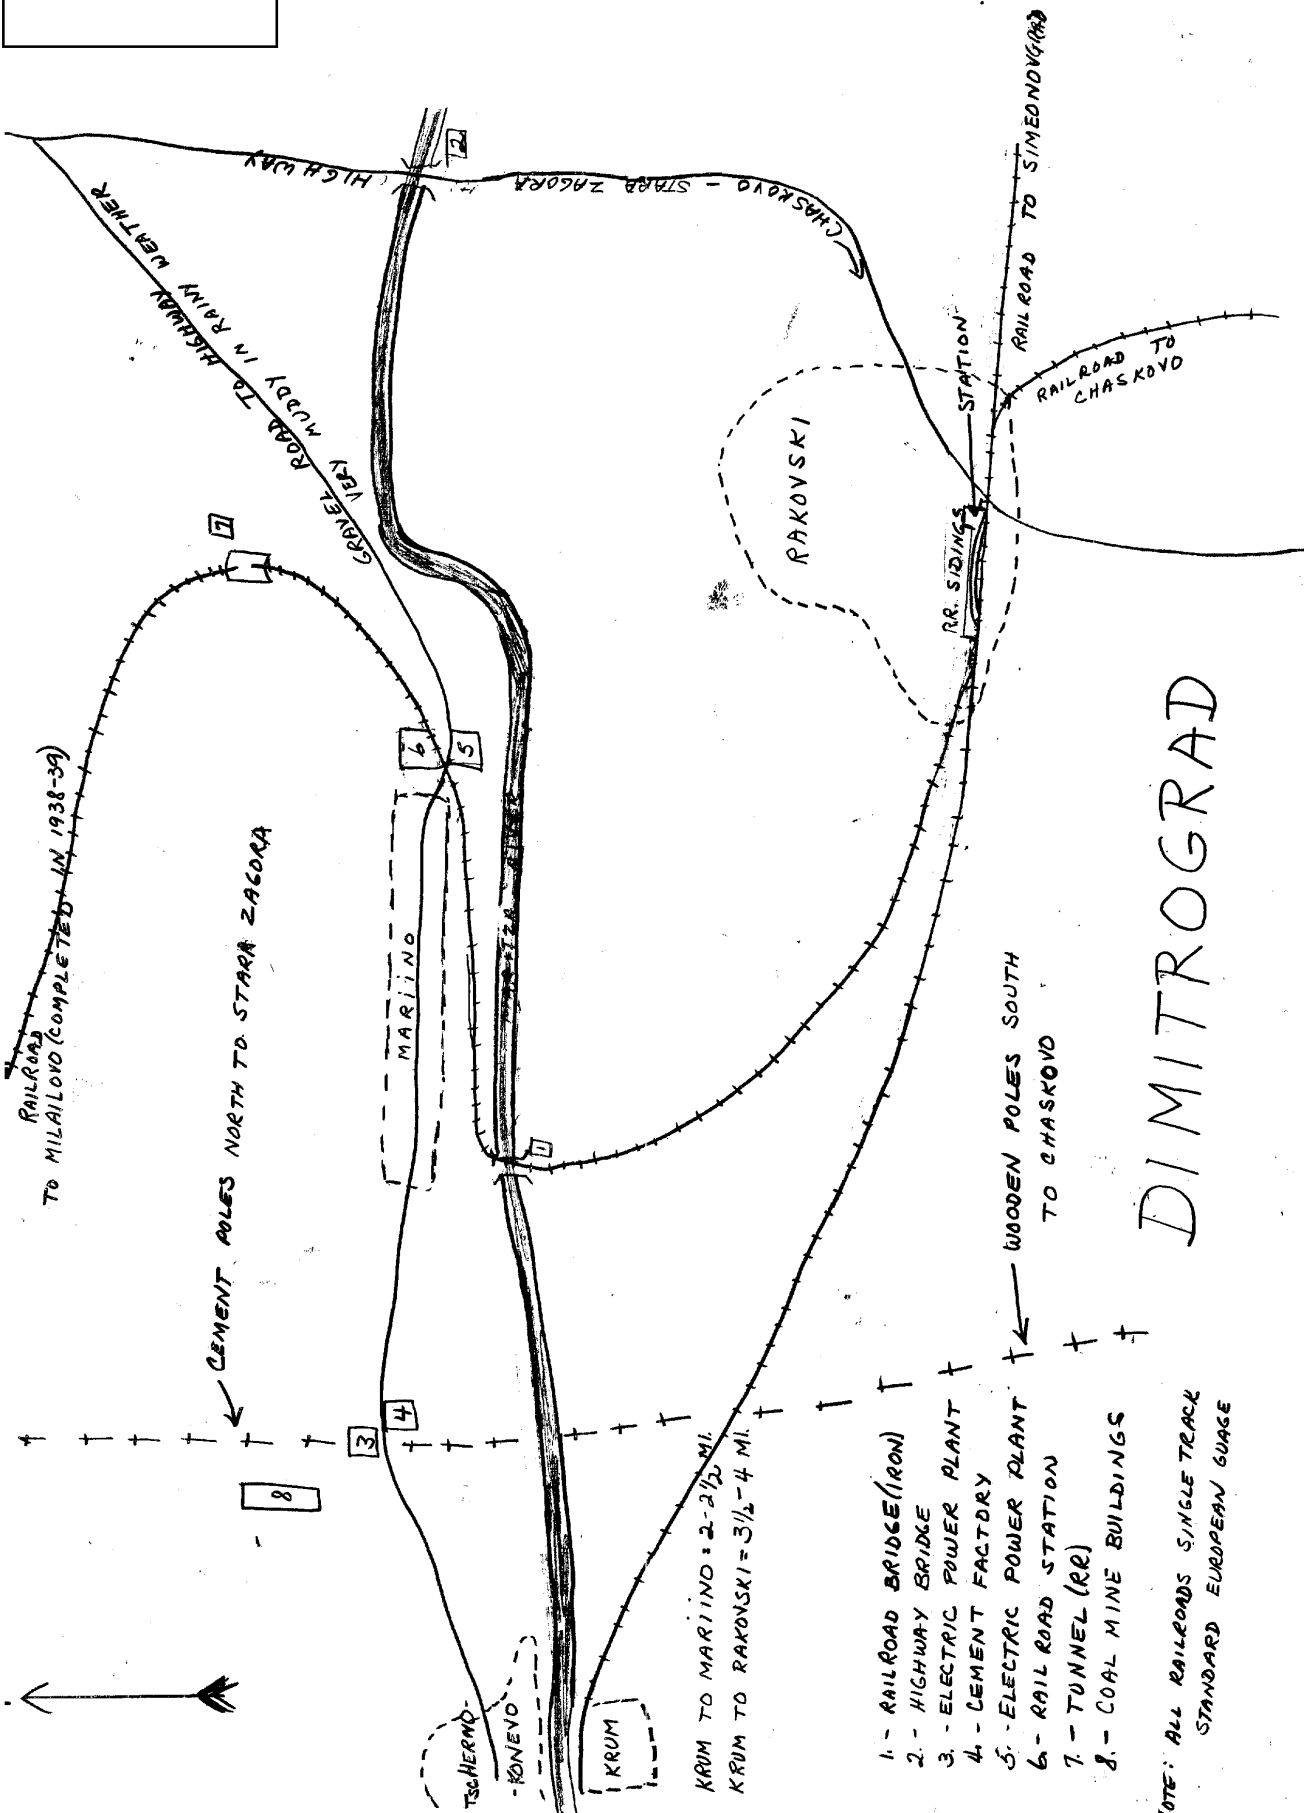 RAILROAD
TO MILAILOVO (COMPLETED IN 1938-39)
CEMENT POLES NORTH TO STARA ZAGORA
7
GRAVEL ROAD TO HIGHWAY
VERY MUDDY IN RAINY WEATHER
HIGHWAY
CHASKOVO - STARA ZAGORA
2
8
3
4
MARIINO
6
5
RIVER
1
TSCHERNO-
-KONEVO
KRUM
RAKOVSKI
R.R. SIDINGS
STATION
RAILROAD TO SIMEONOVGRAD
RAILROAD TO
CHASKOVO
WOODEN POLES SOUTH
TO CHASKOVO
KRUM TO MARIINO = 2-2 1/2 MI.
KRUM TO RAKOVSKI = 3 1/2 - 4 MI.
1. - RAILROAD BRIDGE (IRON)
2. - HIGHWAY BRIDGE
3. - ELECTRIC POWER PLANT
4. - CEMENT FACTORY
5. - ELECTRIC POWER PLANT
6. - RAIL ROAD STATION
7. - TUNNEL (RR)
8. - COAL MINE BUILDINGS
OTE: ALL RAILROADS SINGLE TRACK
STANDARD EUROPEAN GUAGE
DIMITROGRAD